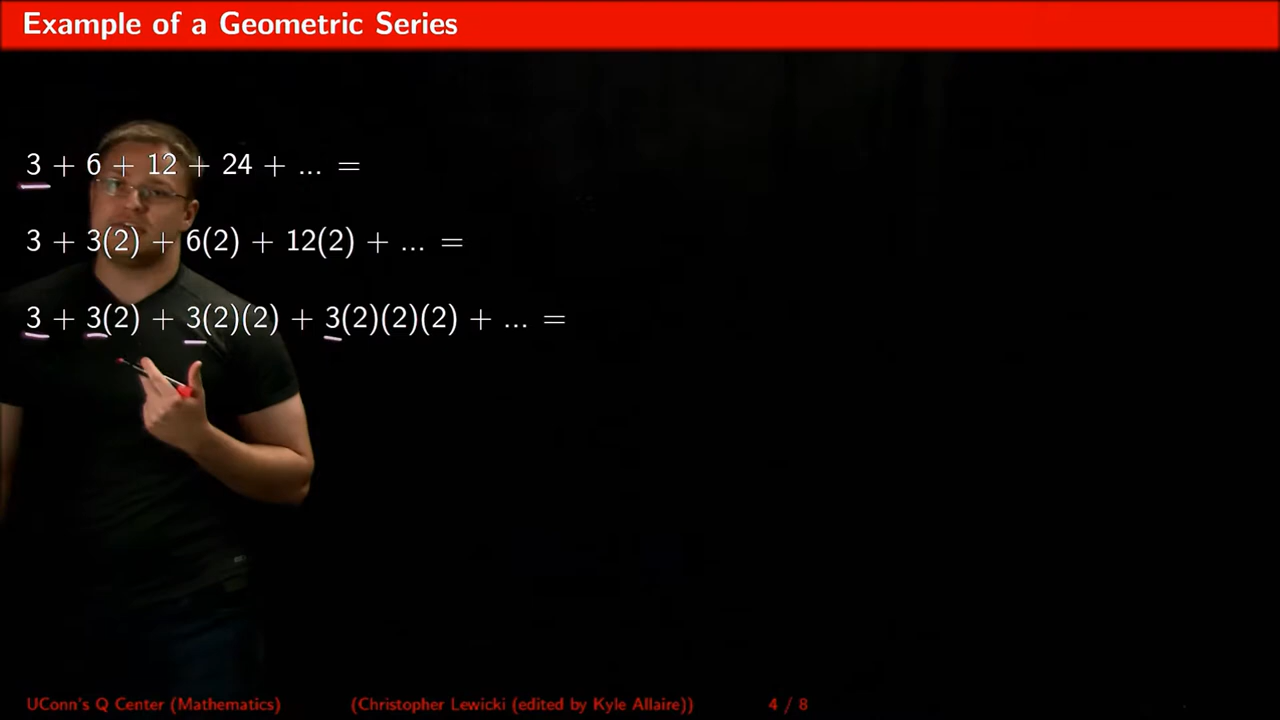 Example of a Geometric Series
3 + 6 + 12 + 24 + ... =
3 + 3(2) + 6(2) + 12(2) + ... =
3 + 3(2) + 3(2)(2) + 3(2)(2)(2) + ... =
UConn's Q Center (Mathematics) (Christopher Lewicki (edited by Kyle Allaire)) 4 / 8